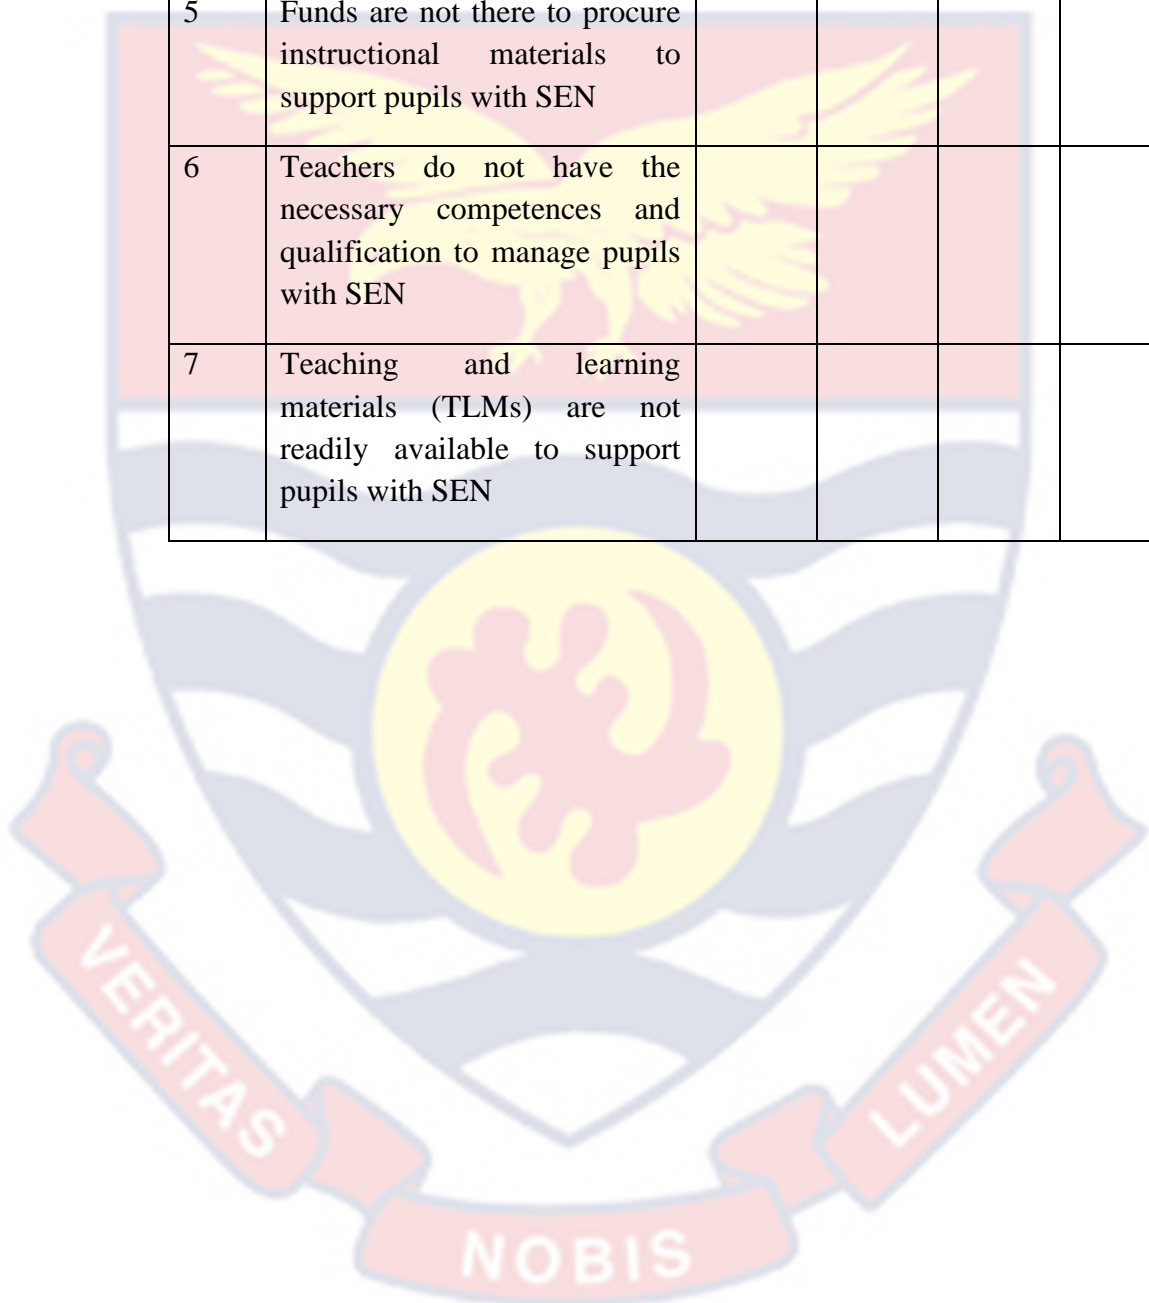 5 Funds are not there to procure
instructional materials to
support pupils with SEN
6 Teachers do not have the
necessary competences and
qualification to manage pupils
with SEN
7 Teaching and learning
materials (TLMs) are not
readily available to support
pupils with SEN
VERITAS
NOBIS
LUMEN